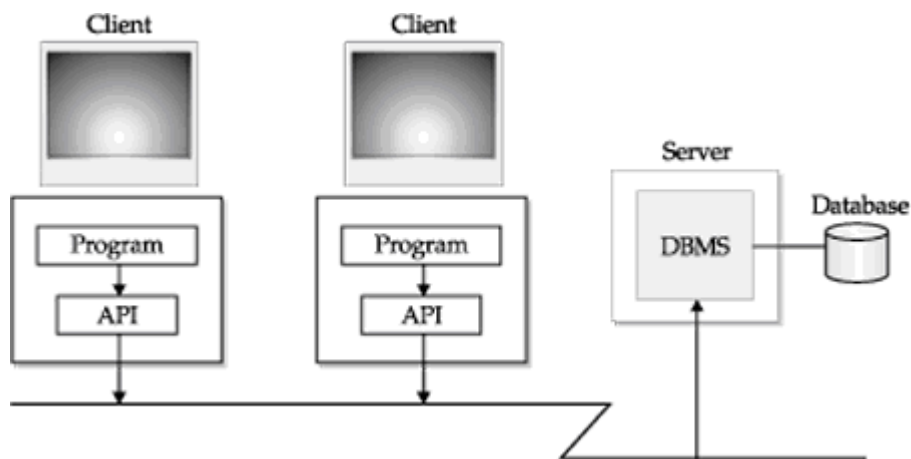 Client
Client
Server
Database
Program
Program
DBMS
API
API